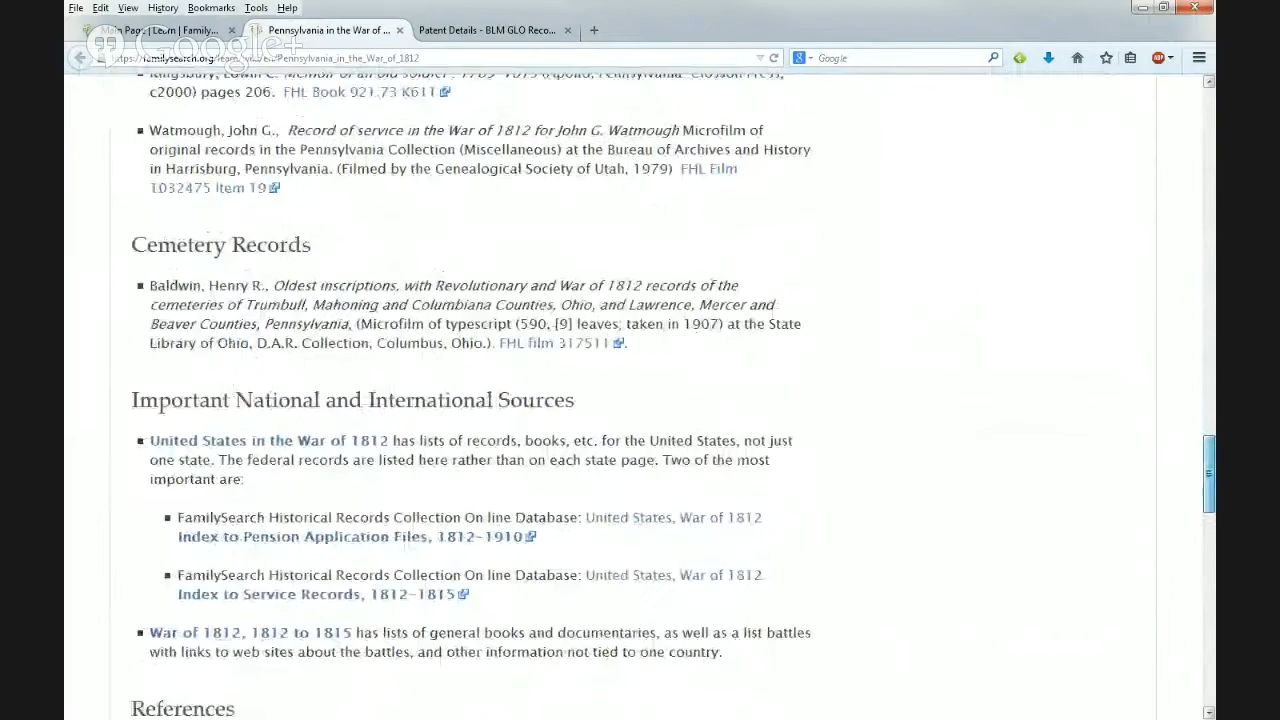 File Edit View History Bookmarks Tools Help
Main Page | Learn | Family... Pennsylvania in the War of ... Patent Details - BLM GLO Reco...
Google+
Pennsylvania_in_the_War_of_1812 Google
c2000) pages 206. FHL Book 921.73 K611
Watmough, John G., Record of service in the War of 1812 for John G. Watmough Microfilm of
original records in the Pennsylvania Collection (Miscellaneous) at the Bureau of Archives and History
in Harrisburg, Pennsylvania. (Filmed by the Genealogical Society of Utah, 1979) FHL Film
1032475 Item 19
Cemetery Records
Baldwin, Henry R., Oldest inscriptions, with Revolutionary and War of 1812 records of the
cemeteries of Trumbull, Mahoning and Columbiana Counties, Ohio, and Lawrence, Mercer and
Beaver Counties, Pennsylvania, (Microfilm of typescript (590, [9] leaves; taken in 1907) at the State
Library of Ohio, D.A.R. Collection, Columbus, Ohio.). FHL film 317511.
Important National and International Sources
United States in the War of 1812 has lists of records, books, etc. for the United States, not just
one state. The federal records are listed here rather than on each state page. Two of the most
important are:
FamilySearch Historical Records Collection On line Database: United States, War of 1812
Index to Pension Application Files, 1812-1910
FamilySearch Historical Records Collection On line Database: United States, War of 1812
Index to Service Records, 1812-1815
War of 1812, 1812 to 1815 has lists of general books and documentaries, as well as a list battles
with links to web sites about the battles, and other information not tied to one country.
References